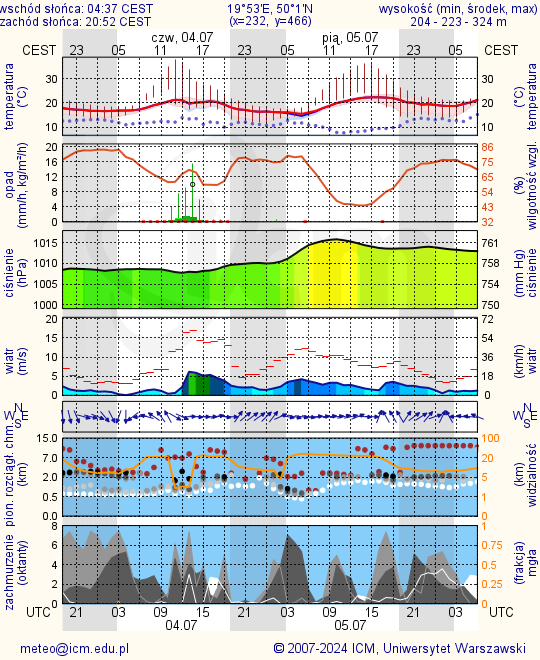 wschód słońca: 04:37 CEST 19°53'E, 50°1'N wysokość (min, środek, max)
zachód słońca: 20:52 CEST (x=232, y=466) 204 - 223 - 324 m
czw, 04.07 pią, 05.07
CEST 23 05 11 17 23 05 11 17 23 05 CEST
temperatura
(°C)
30
20
10
30
20
10
(°C)
temperatura
opad
(mm/h, kg/m²/h)
20
16
12
8
4
0
86
75
65
54
43
32
(%)
wilgotność wzgl.
ciśnienie
(hPa)
1015
1010
1005
1000
761
758
754
750
(mm Hg)
ciśnienie
wiatr
(m/s)
20
15
10
5
0
72
54
36
18
0
(km/h)
wiatr
N
W E
S
N
W E
S
pion. rozciągł. chm.
(km)
15.0
7.0
2.0
0.5
0.0
100
20
5
1
0
(km)
widzialność
zachmurzenie
(oktanty)
8
6
4
2
0
1
0.75
0.5
0.25
0
(frakcja)
mgła
UTC 21 03 09 15 21 03 09 15 21 03 UTC
04.07 05.07
meteo@icm.edu.pl © 2007-2024 ICM, Uniwersytet Warszawski